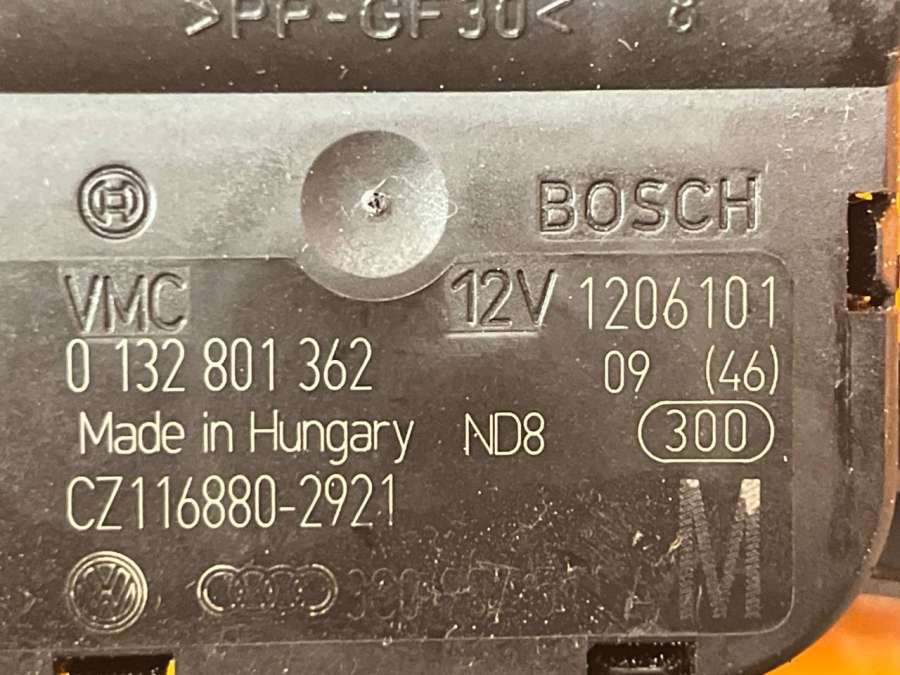 >PP-GF30<
BOSCH
VMC 12V 1206101
0 132 801 362 09 (46)
Made in Hungary ND8 300
CZ116880-2921
M